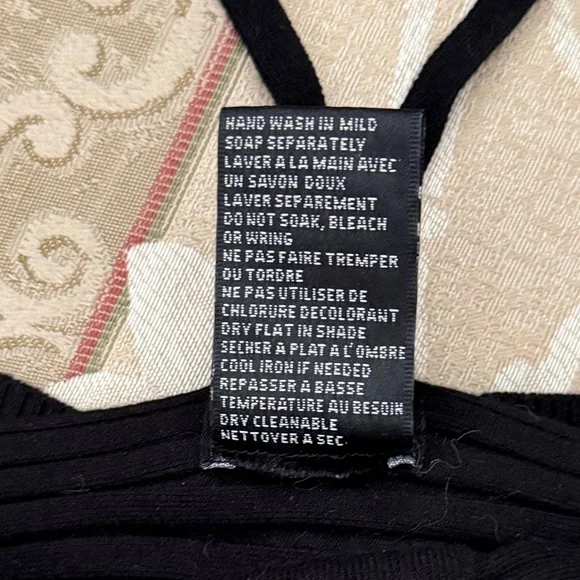 HAND WASH IN MILD
SOAP SEPARATELY
LAVER A LA MAIN AVEC
UN SAVON DOUX
LAVER SEPAREMENT
DO NOT SOAK, BLEACH
OR WRING
NE PAS FAIRE TREMPER
OU TORDRE
NE PAS UTILISER DE
CHLORURE DECOLORANT
DRY FLAT IN SHADE
SECHER A PLAT A L'OMBRE
COOL IRON IF NEEDED
REPASSER A BASSE
TEMPERATURE AU BESOIN
DRY CLEANABLE
NETTOVER A SEC.